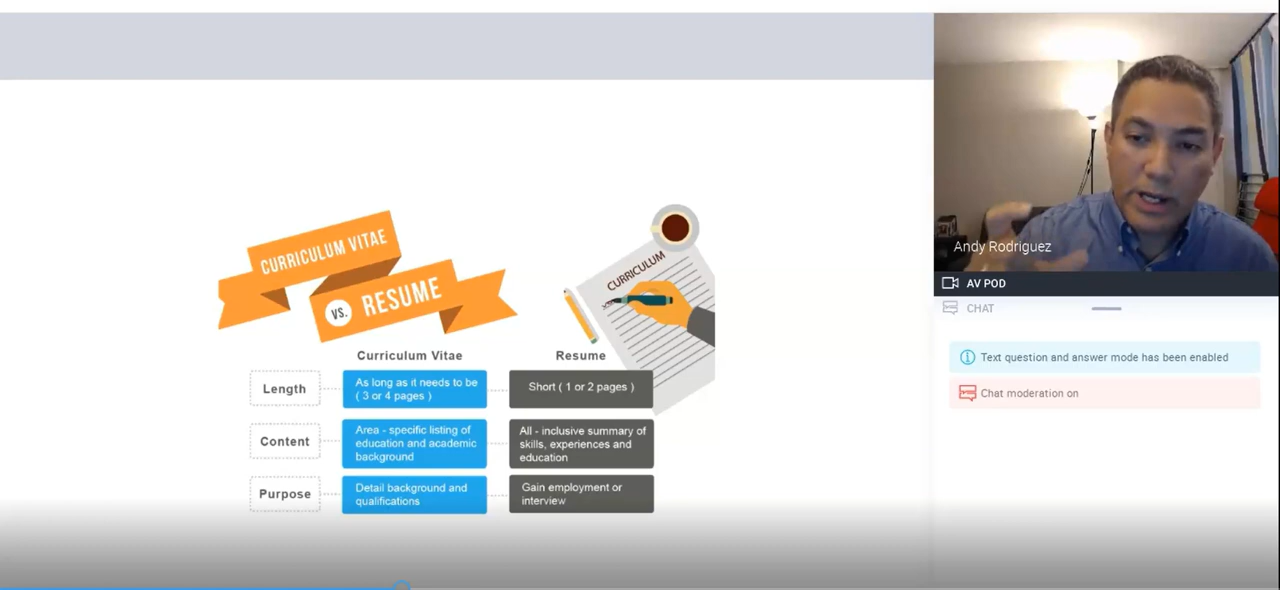 CURRICULUM VITAE
VS. RESUME
CURRICULUM
Curriculum Vitae
Resume
Length
As long as it needs to be
( 3 or 4 pages )
Short ( 1 or 2 pages )
Content
Area - specific listing of
education and academic
background
All - inclusive summary of
skills, experiences and
education
Purpose
Detail background and
qualifications
Gain employment or
interview
Andy Rodriguez
AV POD
CHAT
Text question and answer mode has been enabled
Chat moderation on